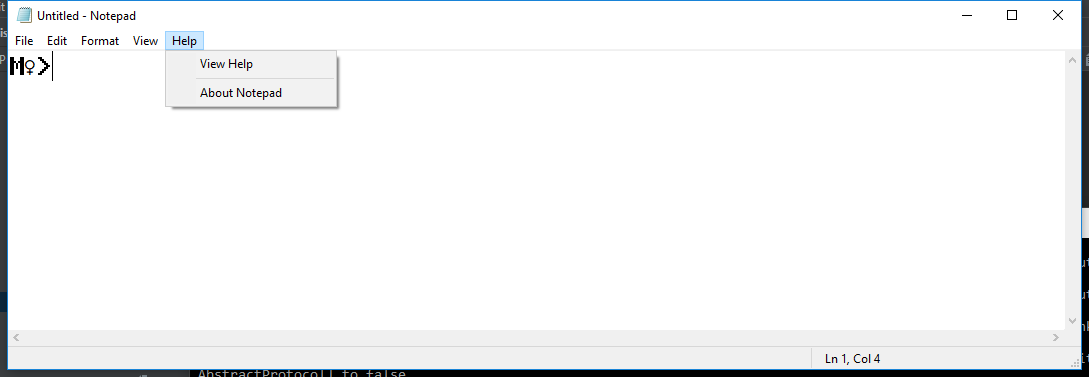 Untitled - Notepad
File Edit Format View Help
M♀>
View Help
About Notepad
Ln 1, Col 4
AbstractProtocol] to false